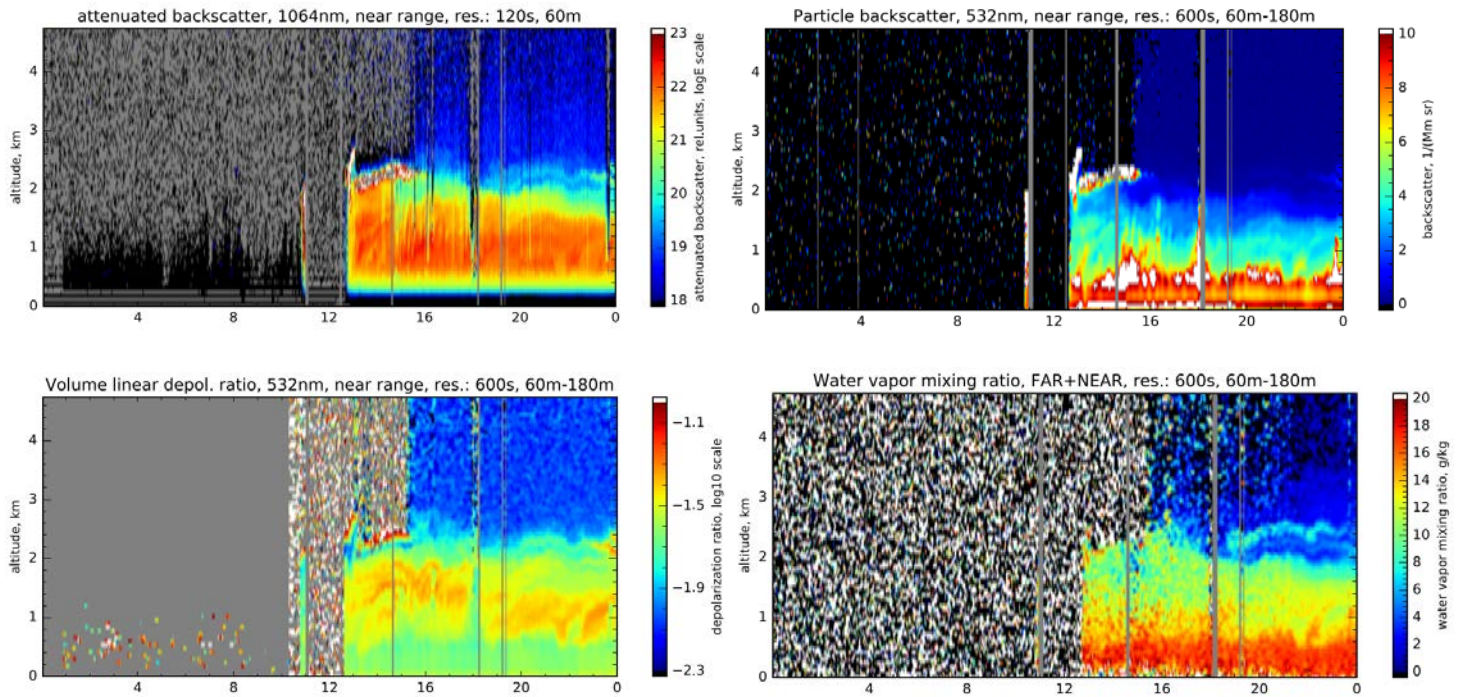 attenuated backscatter, 1064nm, near range, res.: 120s, 60m
altitude, km
4
3
2
1
0
4 8 12 16 20 0
23
22
21
20
19
18
attenuated backscatter, rel.units, logE scale
Particle backscatter, 532nm, near range, res.: 600s, 60m-180m
altitude, km
4
3
2
1
0
4 8 12 16 20 0
10
8
6
4
2
0
backscatter, 1/(Mm sr)
Volume linear depol. ratio, 532nm, near range, res.: 600s, 60m-180m
altitude, km
4
3
2
1
0
4 8 12 16 20 0
−1.1
−1.5
−1.9
−2.3
depolarization ratio, log10 scale
Water vapor mixing ratio, FAR+NEAR, res.: 600s, 60m-180m
altitude, km
4
3
2
1
0
4 8 12 16 20 0
20
18
16
14
12
10
8
6
4
2
0
water vapor mixing ratio, g/kg